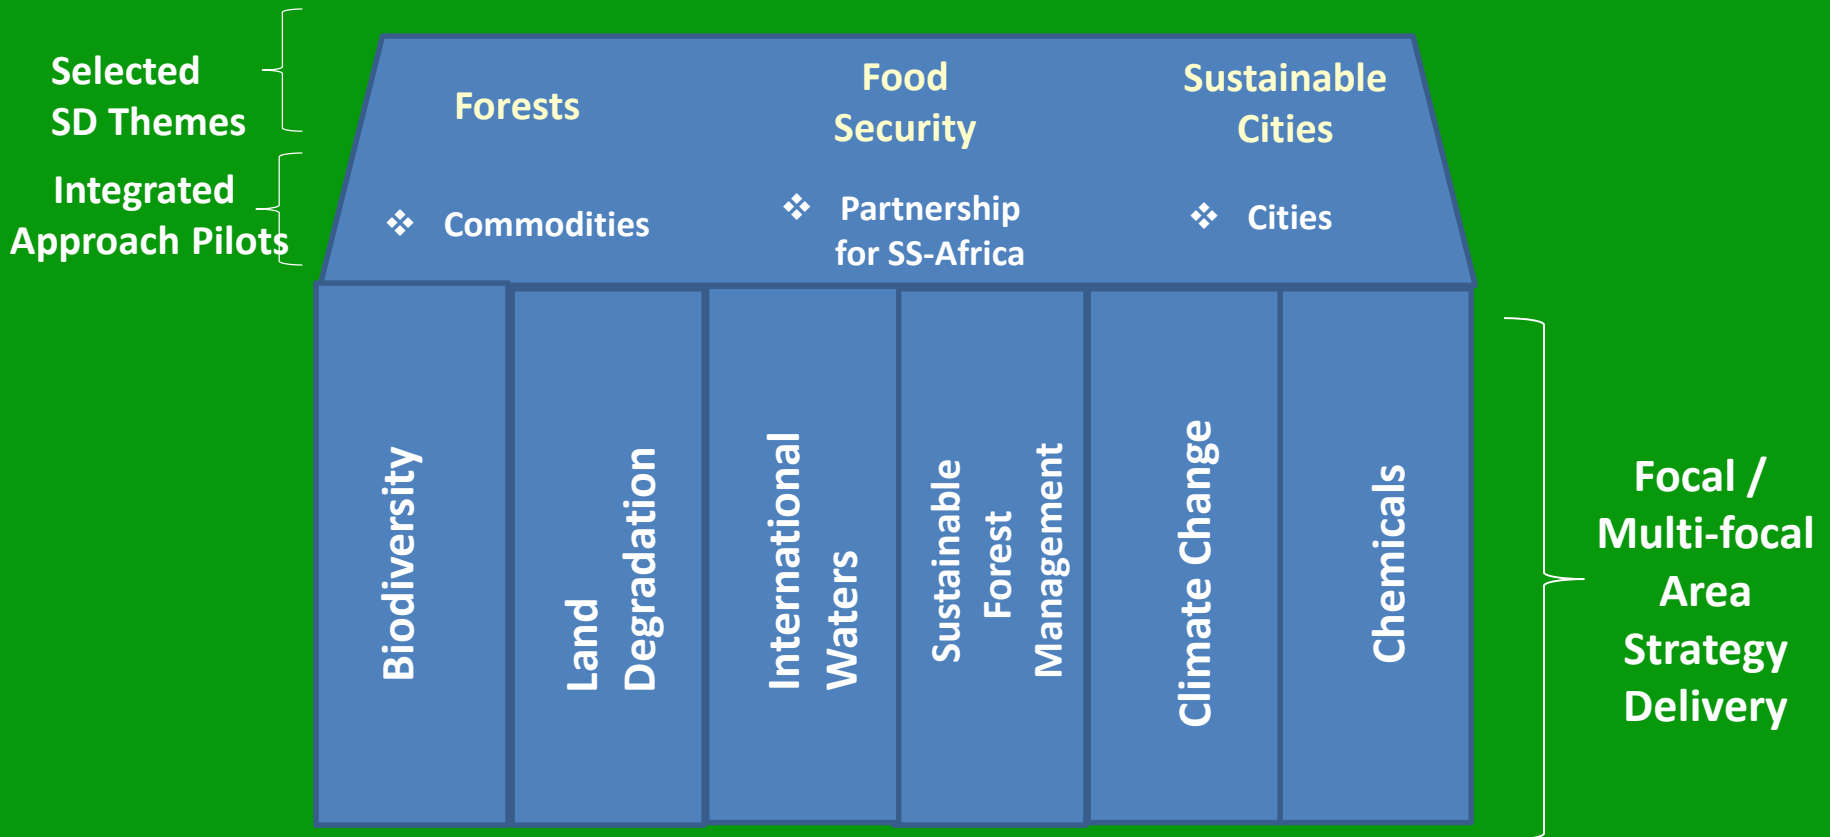 Selected
SD Themes
Forests
Food
Security
Sustainable
Cities
Integrated
Approach Pilots
❖ Commodities
❖ Partnership
for SS-Africa
❖ Cities
Biodiversity
Land
Degradation
International
Waters
Sustainable
Forest
Management
Climate Change
Chemicals
Focal /
Multi-focal
Area
Strategy
Delivery